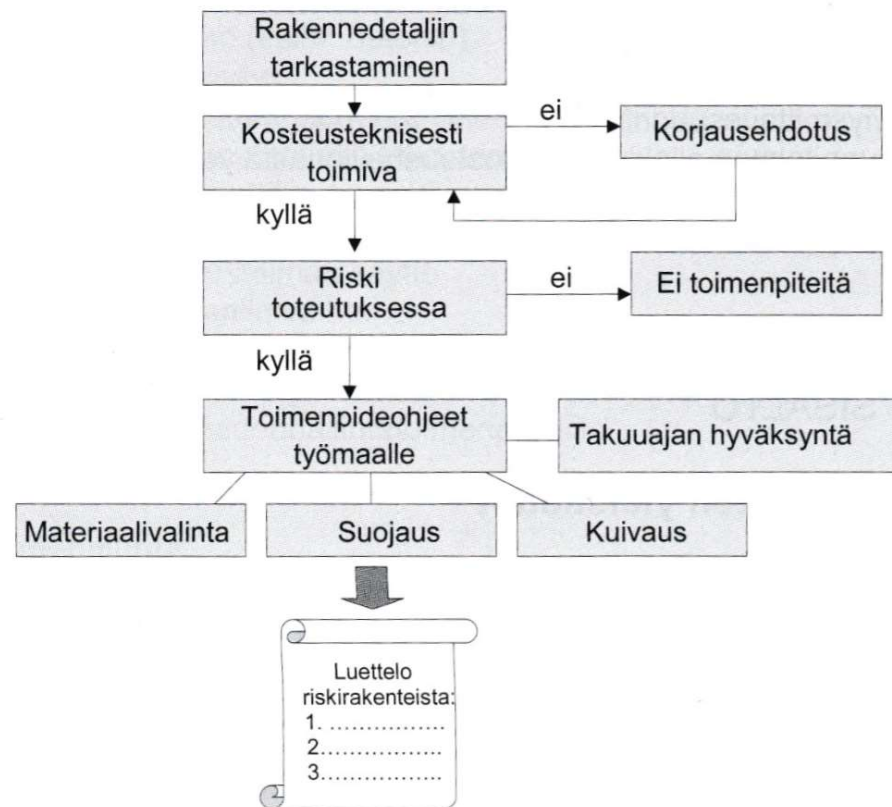 Rakennedetaljin
tarkastaminen
Kosteusteknisesti
toimiva
ei
Korjausehdotus
kyllä
Riski
toteutuksessa
ei
Ei toimenpiteitä
kyllä
Toimenpideohjeet
työmaalle
Takuuajan hyväksyntä
Materiaalivalinta
Suojaus
Kuivaus
Luettelo
riskirakenteista:
1. ................
2.................
3.................